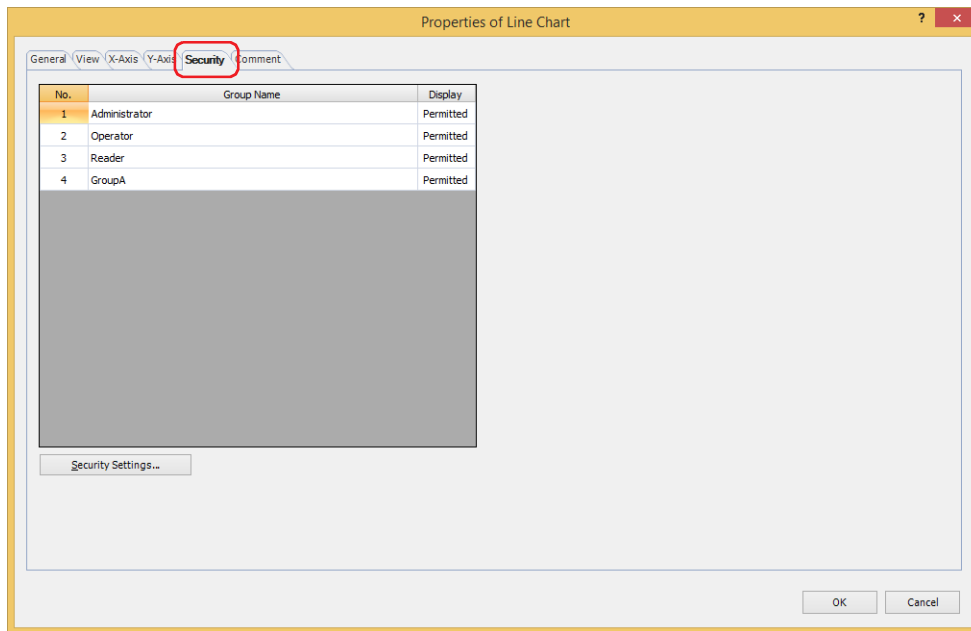 Properties of Line Chart ? ×
General View X-Axis Y-Axis Security Comment
No. Group Name Display
1 Administrator Permitted
2 Operator Permitted
3 Reader Permitted
4 GroupA Permitted
Security Settings...
OK Cancel